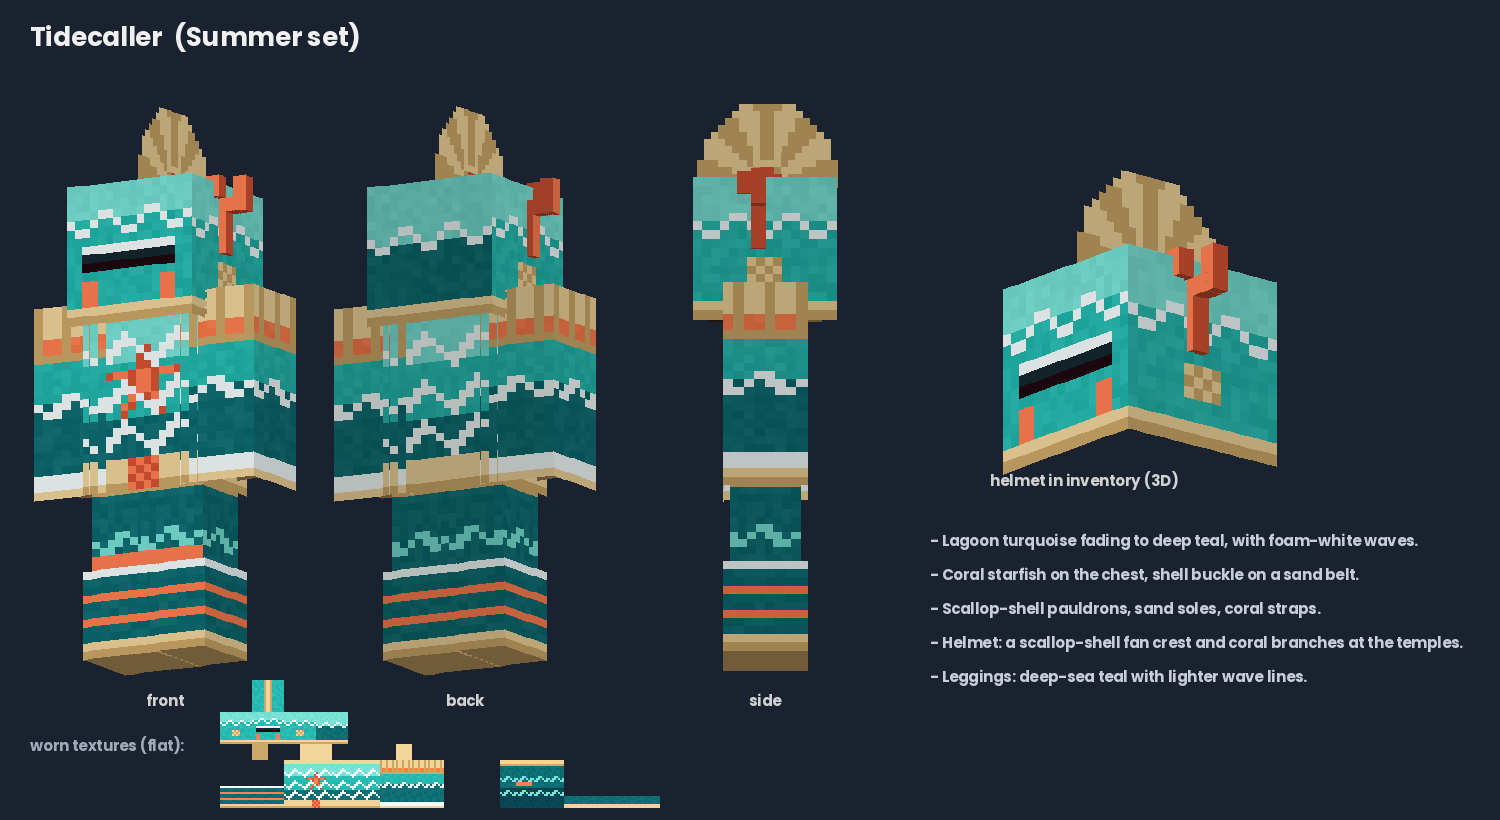 Tidecaller (Summer set)
helmet in inventory (3D)
- Lagoon turquoise fading to deep teal, with foam-white waves.
- Coral starfish on the chest, shell buckle on a sand belt.
- Scallop-shell pauldrons, sand soles, coral straps.
- Helmet: a scallop-shell fan crest and coral branches at the temples.
- Leggings: deep-sea teal with lighter wave lines.
front
back
side
worn textures (flat):